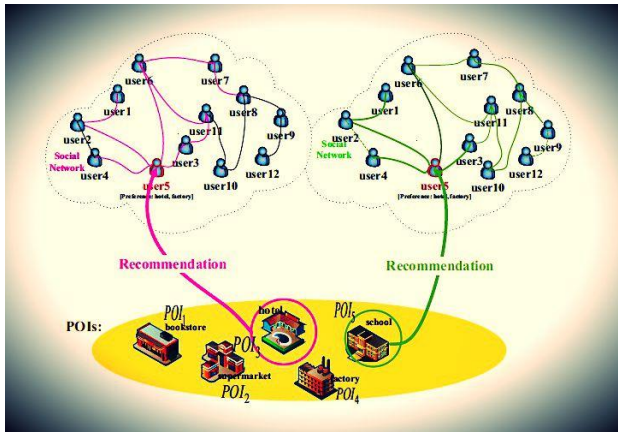 user6
user7
user1
user8
user2
user11
user9
Social
Network
user4
user3
user5
user10
user12
[Preference: hotel, factory]
user6
user7
user1
user8
user2
user11
user9
Social
Network
user4
user3
user5
user10
user12
[Preference: hotel, factory]
Recommendation
Recommendation
POIs:
POI1
bookstore
hotel
POI3
POI5
school
supermarket
POI2
factory
POI4